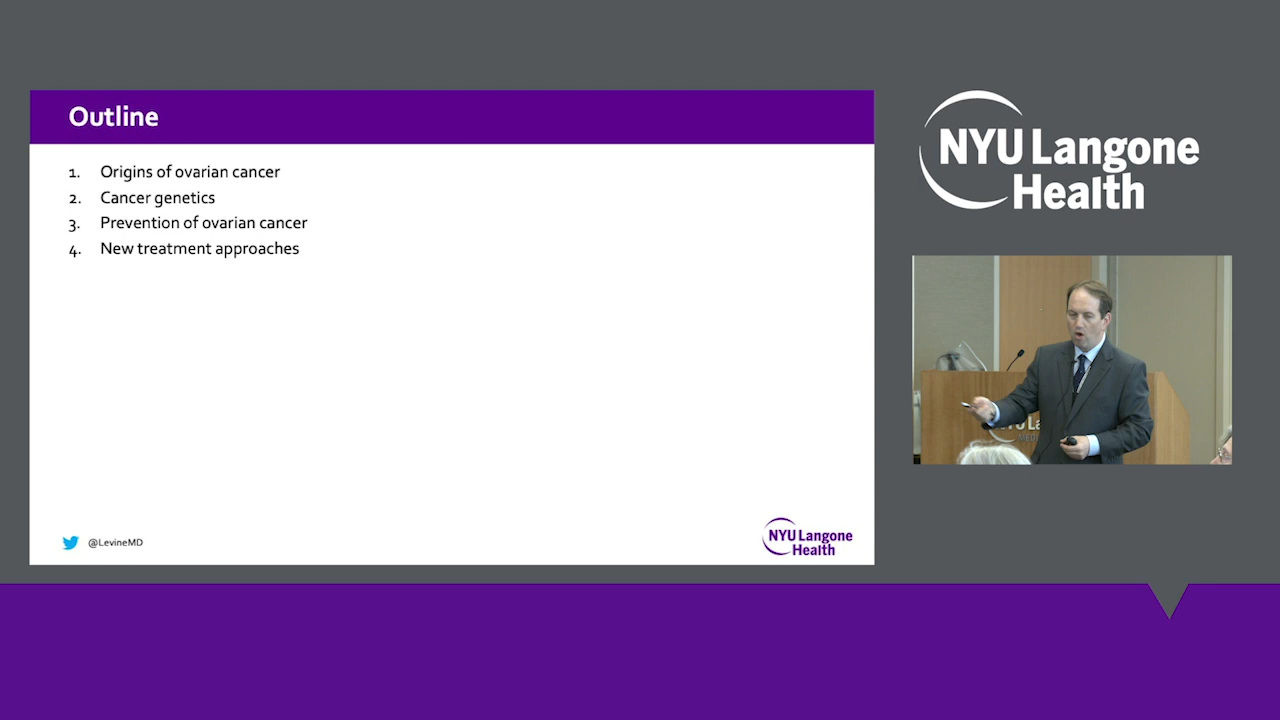 Outline
1. Origins of ovarian cancer
2. Cancer genetics
3. Prevention of ovarian cancer
4. New treatment approaches
@LevineMD
NYU Langone
Health
NYU Langone
Health